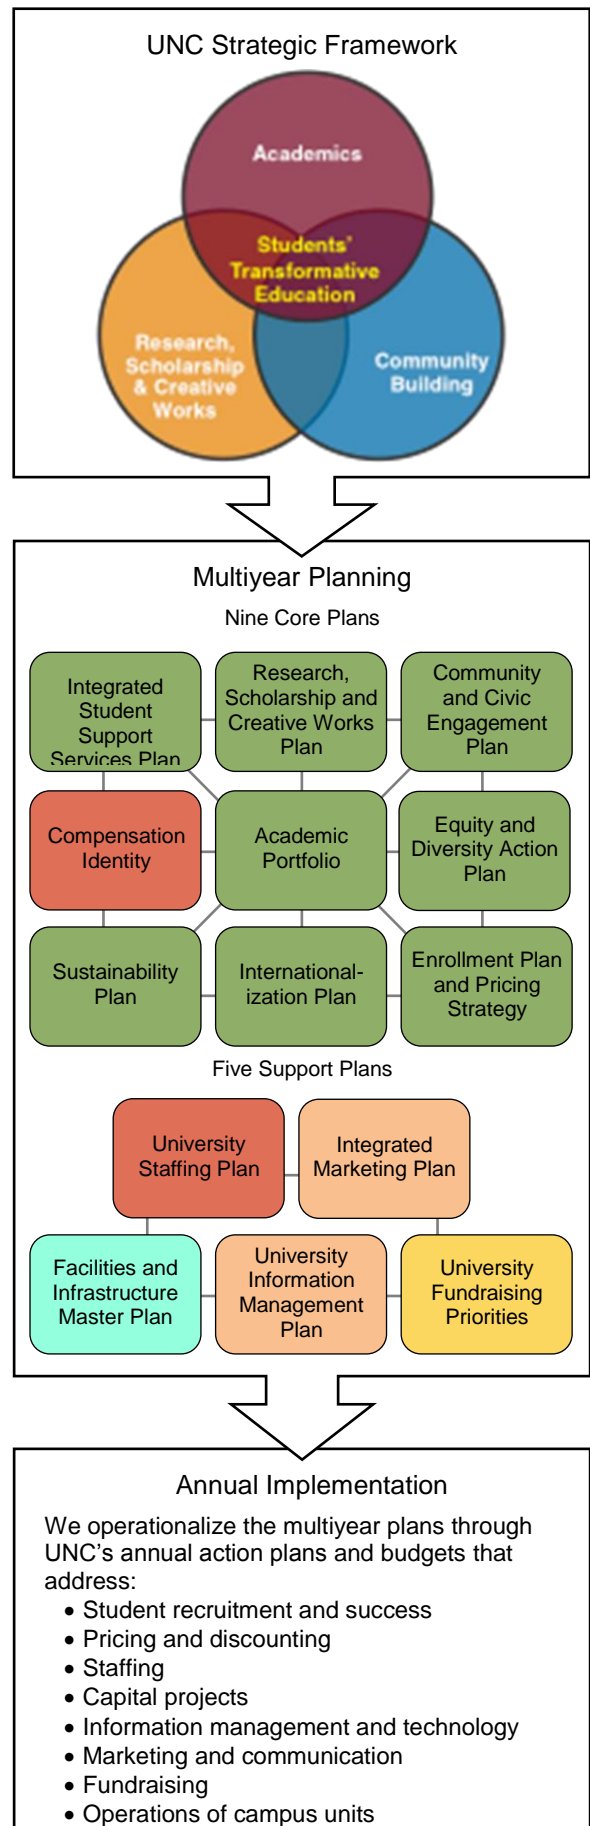 UNC Strategic Framework
Academics
Students'
Transformative
Education
Research,
Scholarship
& Creative
Works
Community
Building
Multiyear Planning
Nine Core Plans
Integrated
Student
Support
Services Plan
Research,
Scholarship and
Creative Works
Plan
Community
and Civic
Engagement
Plan
Compensation
Identity
Academic
Portfolio
Equity and
Diversity Action
Plan
Sustainability
Plan
International-
ization Plan
Enrollment Plan
and Pricing
Strategy
Five Support Plans
University
Staffing Plan
Integrated
Marketing Plan
Facilities and
Infrastructure
Master Plan
University
Information
Management
Plan
University
Fundraising
Priorities
Annual Implementation
We operationalize the multiyear plans through
UNC’s annual action plans and budgets that
address:
• Student recruitment and success
• Pricing and discounting
• Staffing
• Capital projects
• Information management and technology
• Marketing and communication
• Fundraising
• Operations of campus units